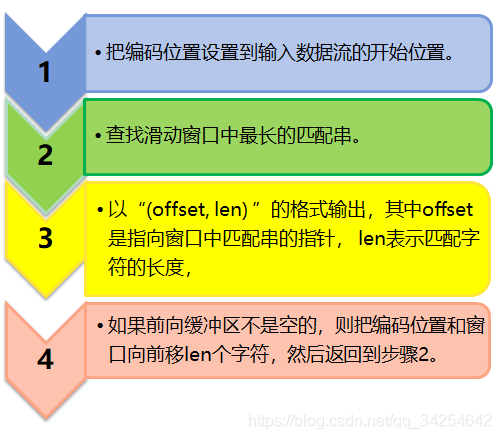 1
• 把编码位置设置到输入数据流的开始位置。
2
• 查找滑动窗口中最长的匹配串。
3
• 以“(offset, len) ”的格式输出，其中offset
是指向窗口中匹配串的指针， len表示匹配字
符的长度，
4
• 如果前向缓冲区不是空的，则把编码位置和窗
口向前移len个字符，然后返回到步骤2。
https://blog.csdn.net/qq_34254642